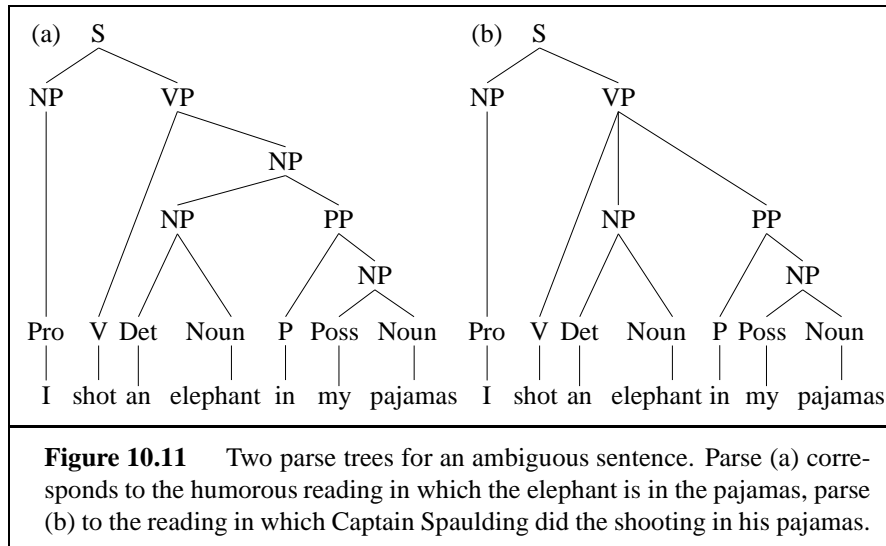 (a) S (b) S
NP VP NP VP
NP
NP PP NP PP
NP NP
Pro V Det Noun P Poss Noun Pro V Det Noun P Poss Noun
I shot an elephant in my pajamas I shot an elephant in my pajamas
Figure 10.11 Two parse trees for an ambiguous sentence. Parse (a) corre-
sponds to the humorous reading in which the elephant is in the pajamas, parse
(b) to the reading in which Captain Spaulding did the shooting in his pajamas.